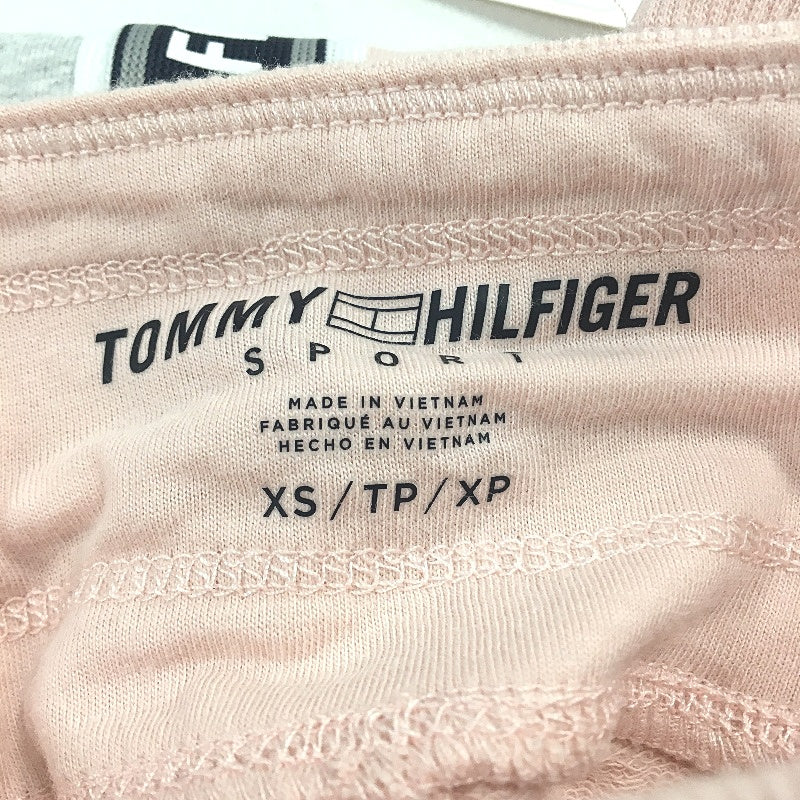 F
TOMMY HILFIGER
SPORT
MADE IN VIETNAM
FABRIQUÉ AU VIETNAM
HECHO EN VIETNAM
XS / TP / XP